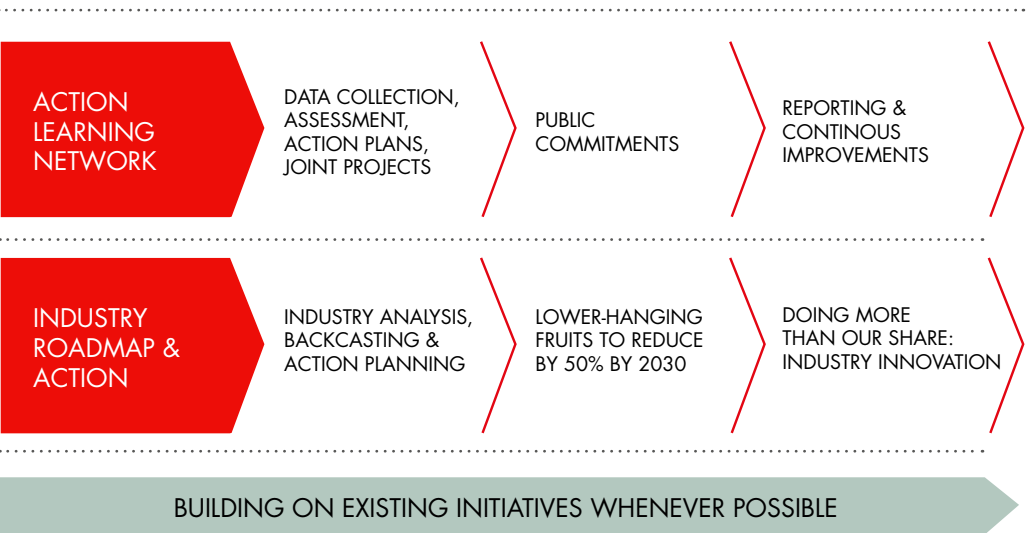 ACTION
LEARNING
NETWORK
DATA COLLECTION,
ASSESSMENT,
ACTION PLANS,
JOINT PROJECTS
PUBLIC
COMMITMENTS
REPORTING &
CONTINOUS
IMPROVEMENTS
INDUSTRY
ROADMAP &
ACTION
INDUSTRY ANALYSIS,
BACKCASTING &
ACTION PLANNING
LOWER-HANGING
FRUITS TO REDUCE
BY 50% BY 2030
DOING MORE
THAN OUR SHARE:
INDUSTRY INNOVATION
BUILDING ON EXISTING INITIATIVES WHENEVER POSSIBLE